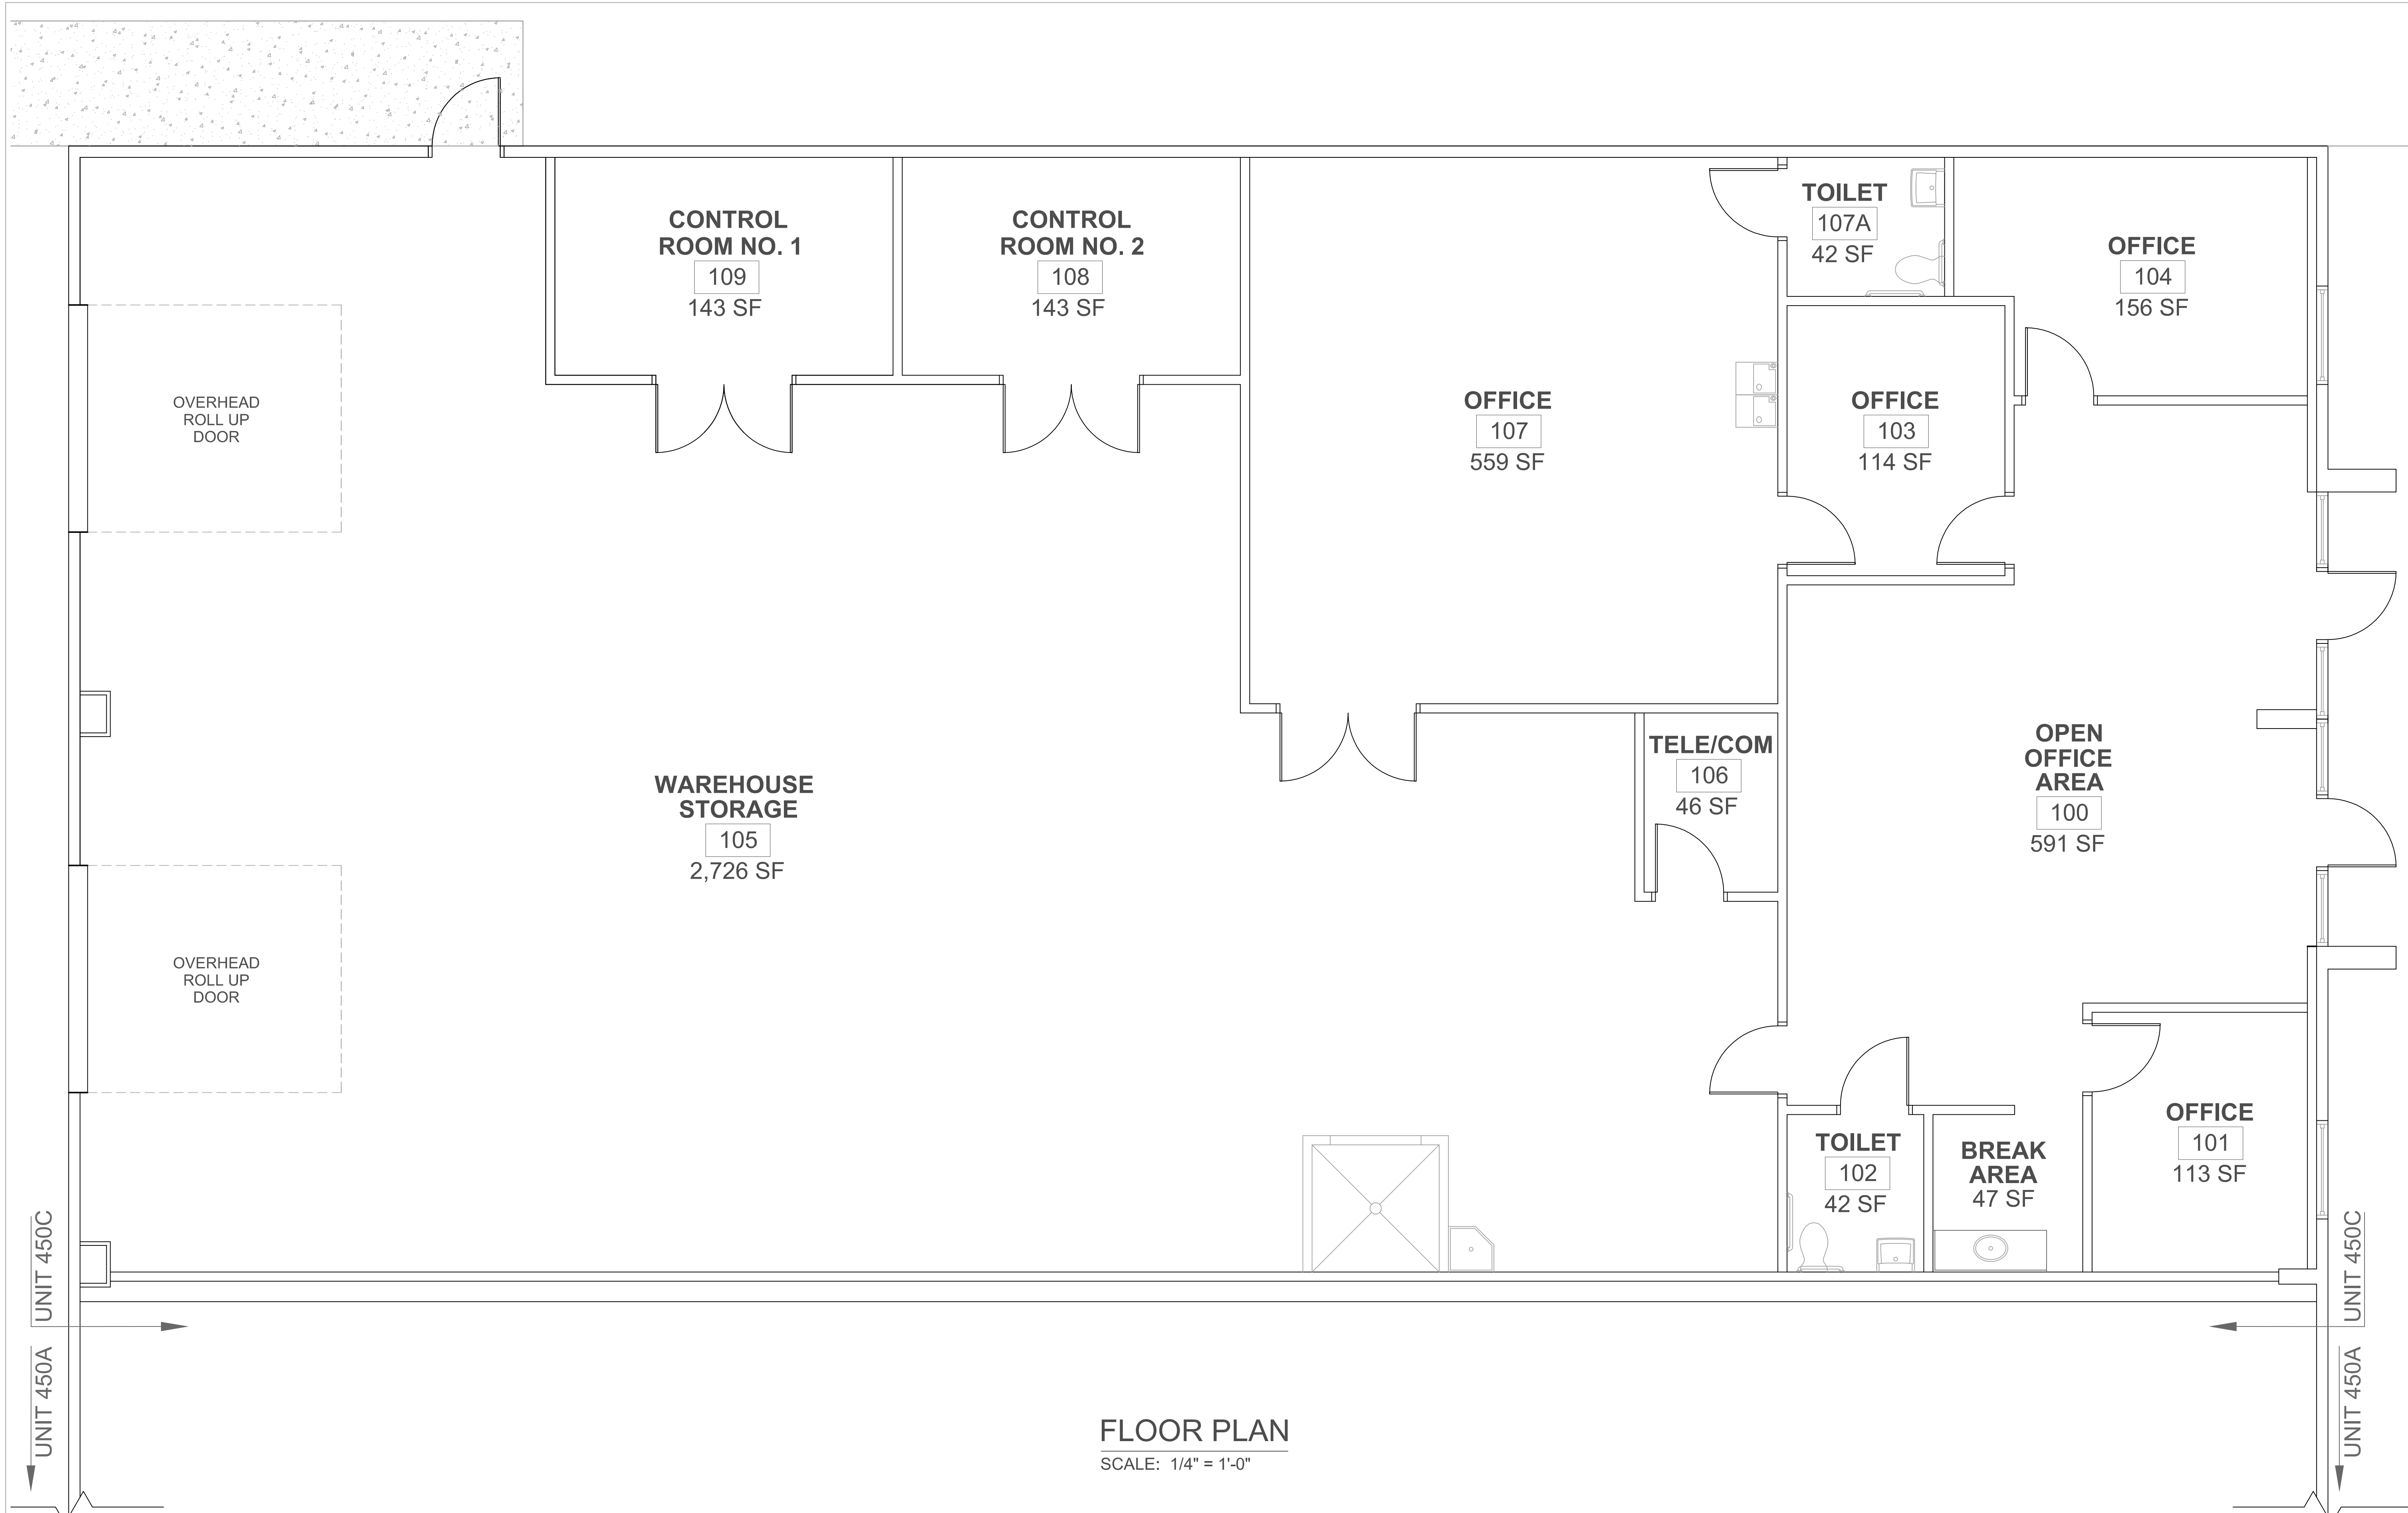 CONTROL
ROOM NO. 1
109
143 SF
CONTROL
ROOM NO. 2
108
143 SF
TOILET
107A
42 SF
OFFICE
104
156 SF
OVERHEAD
ROLL UP
DOOR
OFFICE
107
559 SF
OFFICE
103
114 SF
WAREHOUSE
STORAGE
105
2,726 SF
TELE/COM
106
46 SF
OPEN
OFFICE
AREA
100
591 SF
OVERHEAD
ROLL UP
DOOR
TOILET
102
42 SF
BREAK
AREA
47 SF
OFFICE
101
113 SF
UNIT 450C
UNIT 450A
UNIT 450C
UNIT 450A
FLOOR PLAN
SCALE: 1/4" = 1'-0"